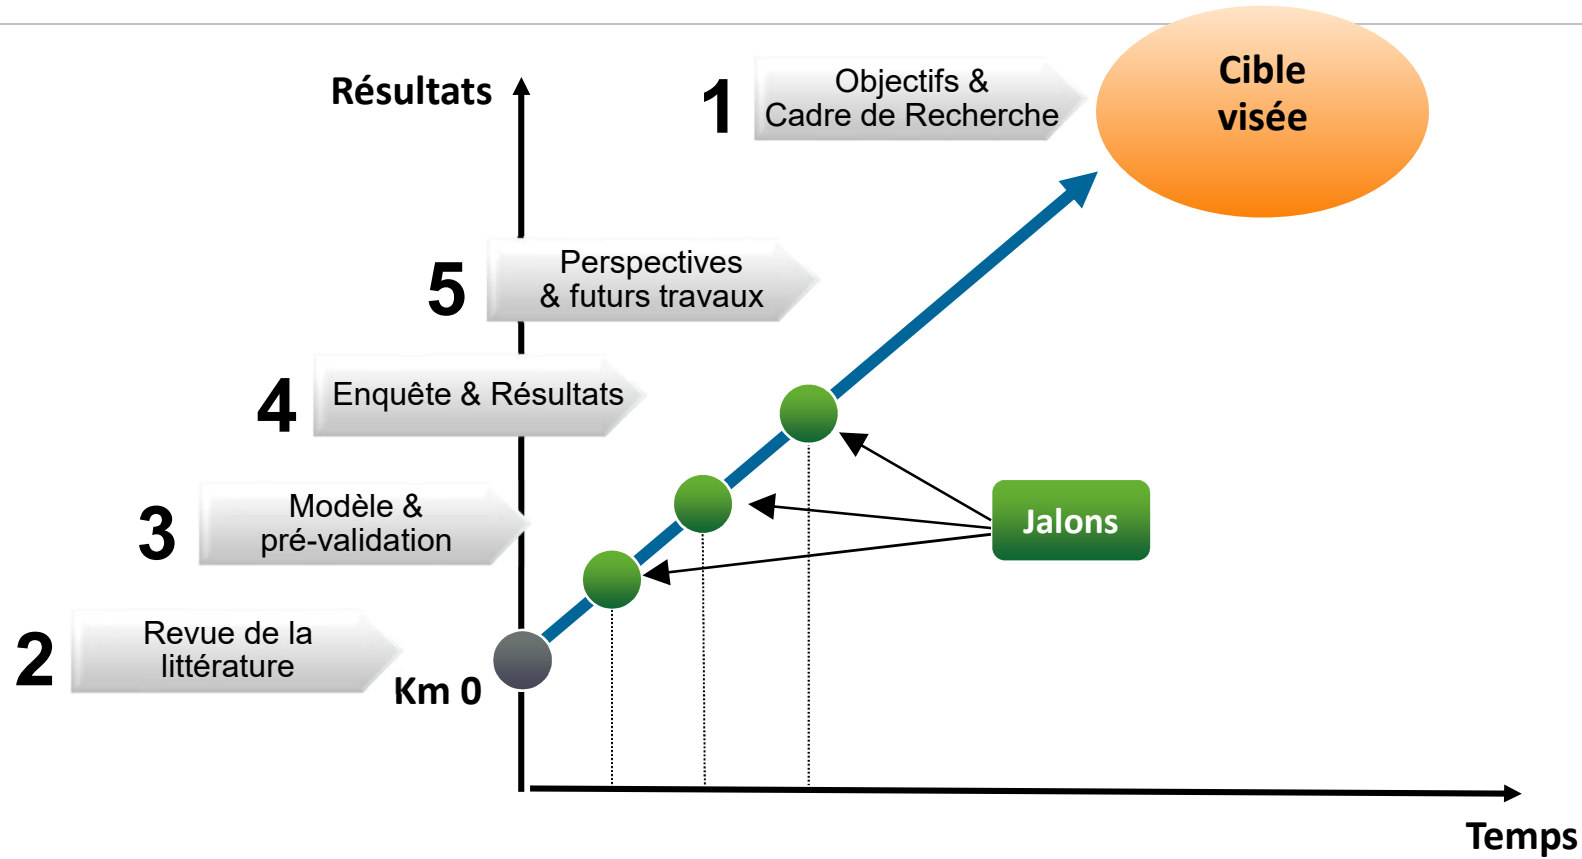 Résultats
1
Objectifs &
Cadre de Recherche
Cible
visée
5
Perspectives
& futurs travaux
4
Enquête & Résultats
3
Modèle &
pré-validation
Jalons
2
Revue de la
littérature
Km 0
Temps